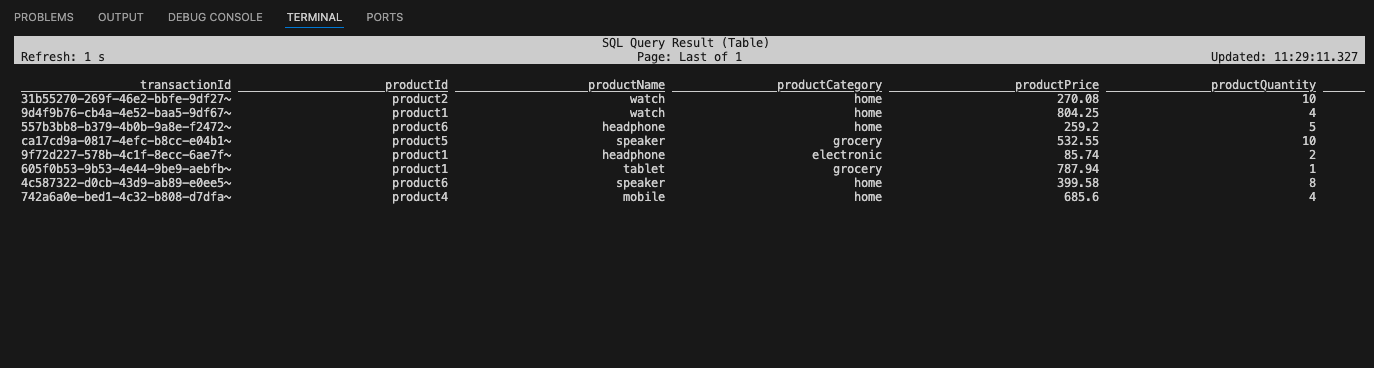 PROBLEMS OUTPUT DEBUG CONSOLE TERMINAL PORTS
SQL Query Result (Table)
Refresh: 1 s Page: Last of 1 Updated: 11:29:11.327
transactionId productId productName productCategory productPrice productQuantity
31b55270-269f-46e2-bbfe-9df27~ product2 watch home 270.08 10
9d4f9b76-cb4a-4e52-baa5-9df67~ product1 watch home 804.25 4
557b3bb8-b379-4b0b-9a8e-f2472~ product6 headphone home 259.2 5
ca17cd9a-0817-4efc-b8cc-e04b1~ product5 speaker grocery 532.55 10
9f72d227-578b-4c1f-8ecc-6ae7f~ product1 headphone electronic 85.74 2
605f0b53-9b53-4e44-9be9-aebfb~ product1 tablet grocery 787.94 1
4c587322-d0cb-43d9-ab89-e0ee5~ product6 speaker home 399.58 8
742a6a0e-bed1-4c32-b808-d7dfa~ product4 mobile home 685.6 4